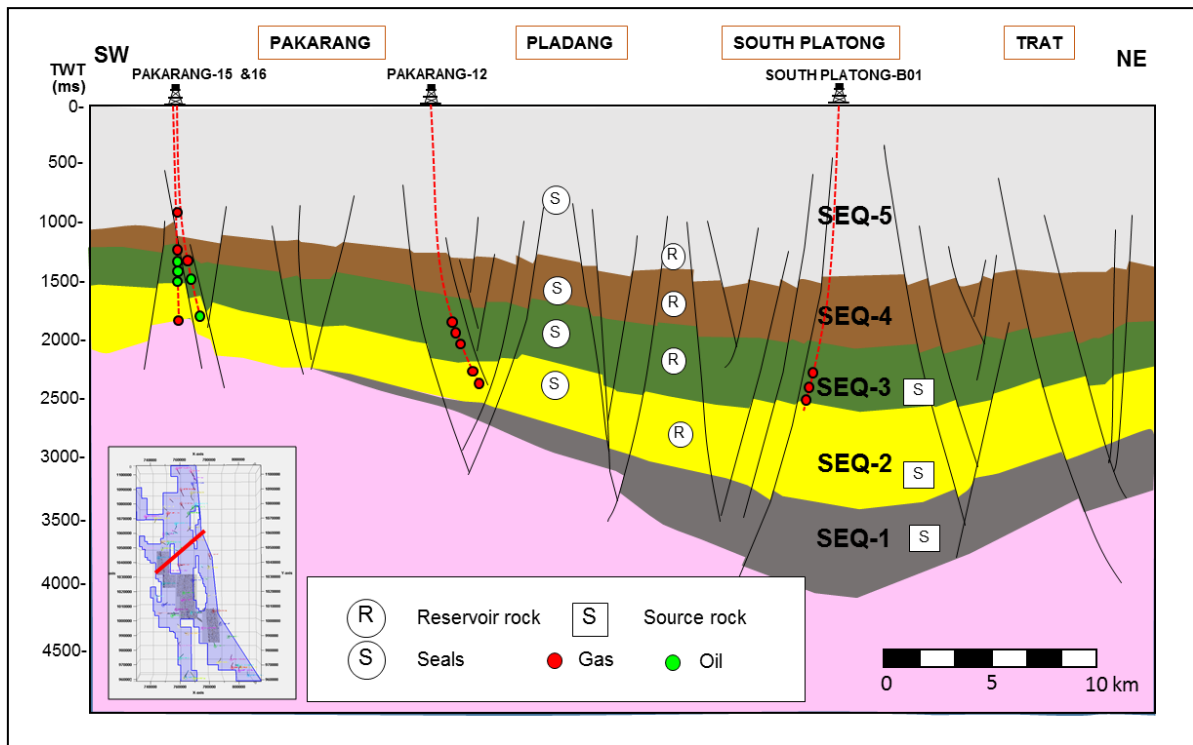 PAKARANG
PLADANG
SOUTH PLATONG
TRAT
SW
NE
TWT
(ms)
PAKARANG-15 &16
PAKARANG-12
SOUTH PLATONG-B01
0-
500-
1000-
1500-
2000-
2500-
3000-
3500-
4000-
4500-
SEQ-5
SEQ-4
SEQ-3
SEQ-2
SEQ-1
S
S
S
S
R
R
R
R
S
S
S
R Reservoir rock S Source rock
S Seals Gas Oil
0 5 10 km